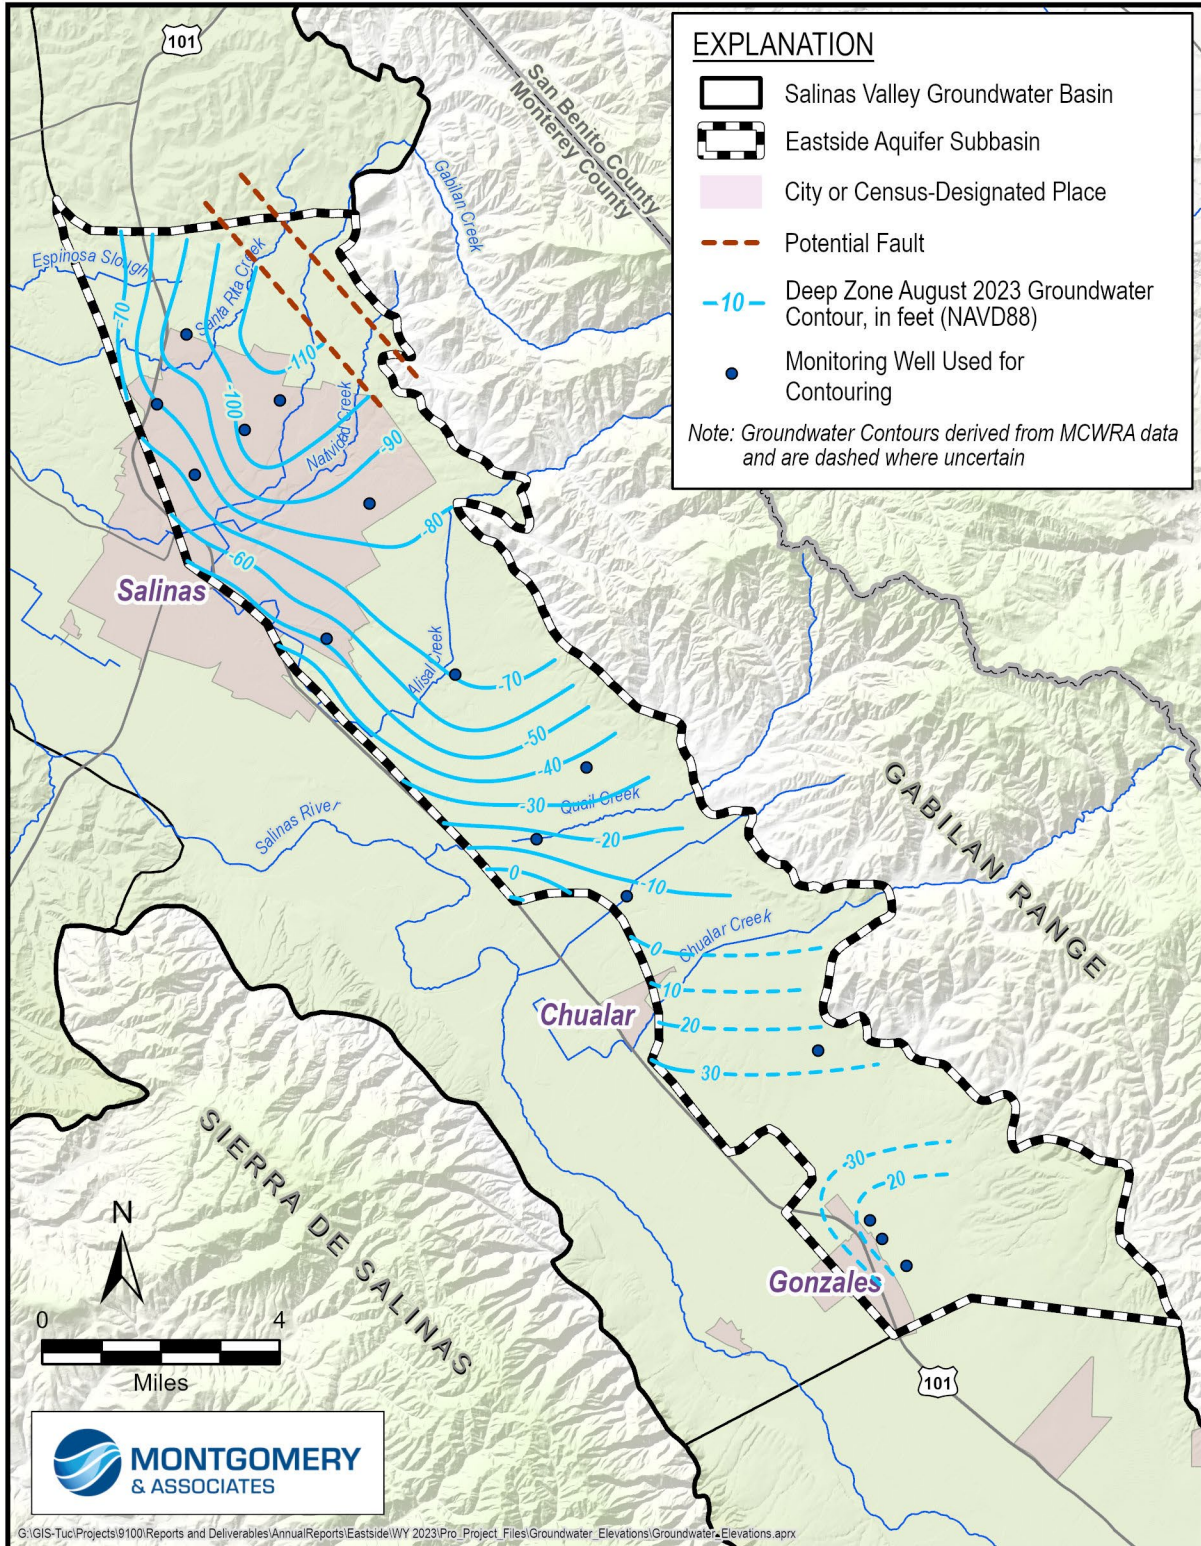 EXPLANATION
Salinas Valley Groundwater Basin
Eastside Aquifer Subbasin
City or Census-Designated Place
Potential Fault
-10
Deep Zone August 2023 Groundwater
Contour, in feet (NAVD88)
Monitoring Well Used for
Contouring
Note: Groundwater Contours derived from MCWRA data
and are dashed where uncertain
101
San Benito County
Monterey County
Gabilan Creek
Espinosa Slough
Santa Rita Creek
-70
-110
-100
Natividad Creek
-90
-80
-60
Salinas
Alisal Creek
-70
-50
-40
-30
Quail Creek
-20
Salinas River
0
-10
GABILAN RANGE
Chualar Creek
0
10
20
30
Chualar
30
20
Gonzales
SIERRA DE SALINAS
N
0
4
Miles
101
MONTGOMERY
& ASSOCIATES
G:\GIS-Tuc\Projects\9100\Reports and Deliverables\AnnualReports\Eastside\WY 2023\Pro_Project_Files\Groundwater_Elevations\Groundwater_Elevations.aprx